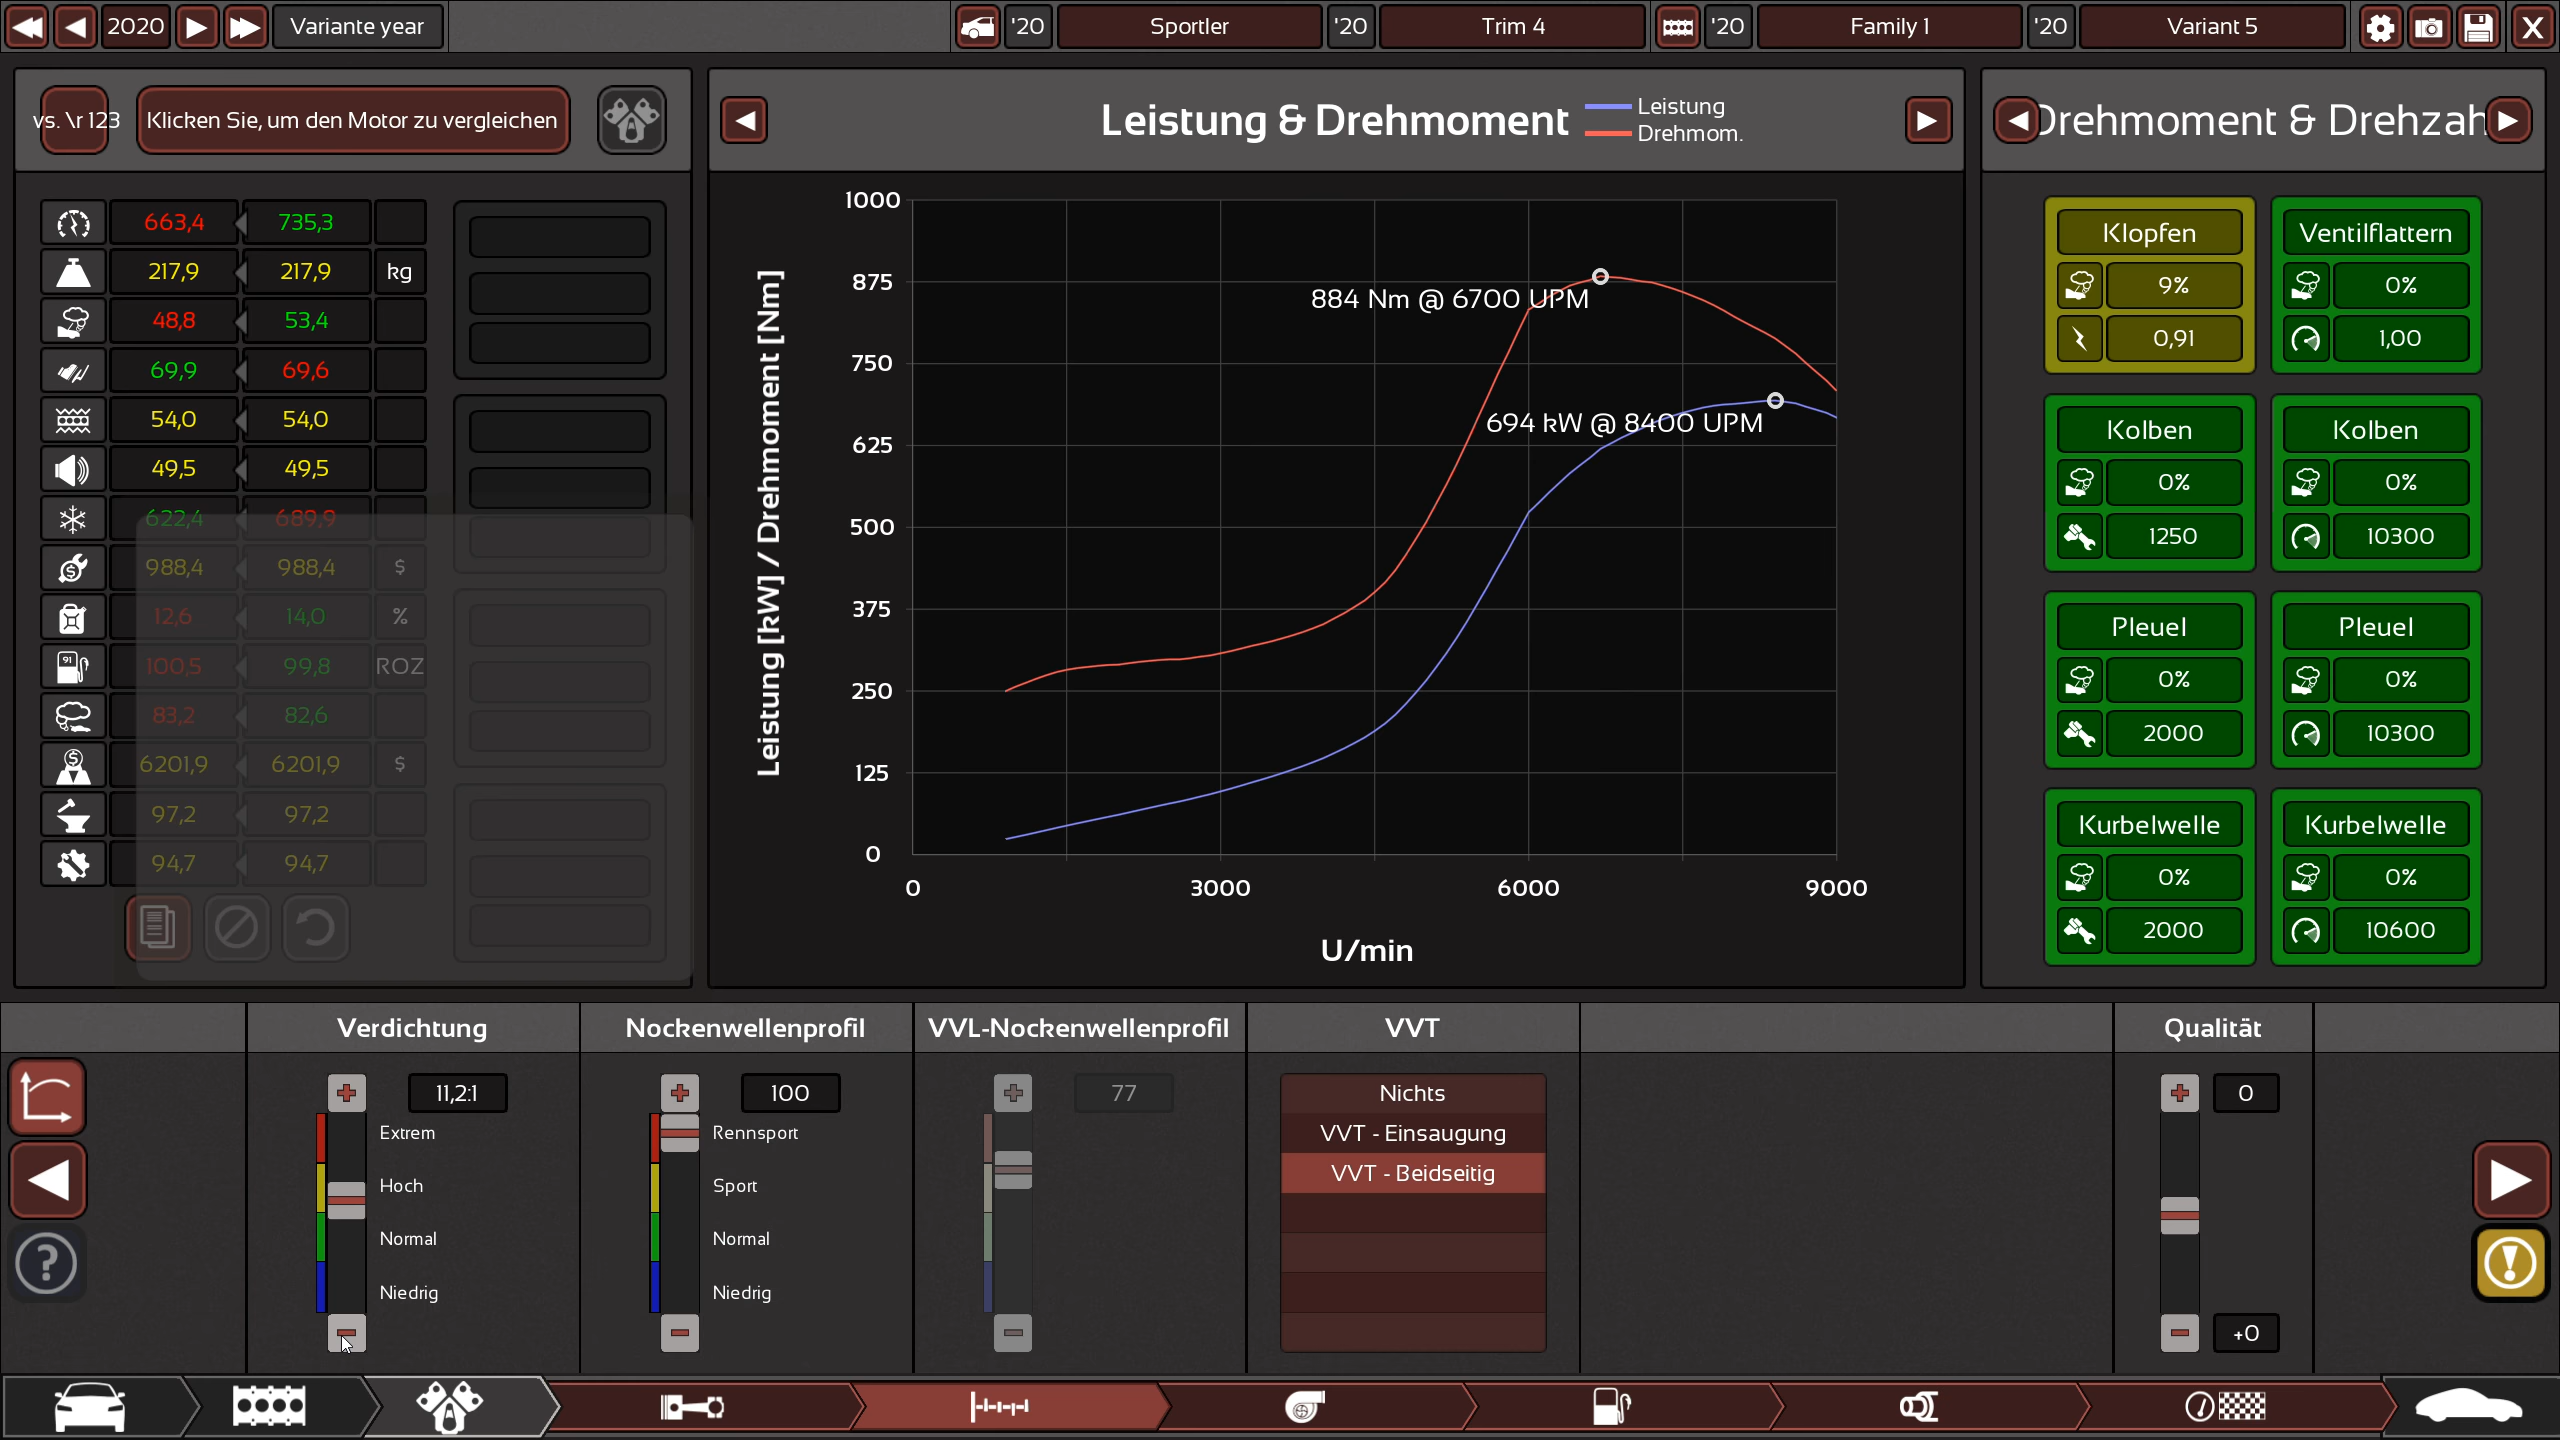 2020
Variante year
'20
Sportler
'20
Trim 4
'20
Family 1
'20
Variant 5
vs. \r 123
Klicken Sie, um den Motor zu vergleichen
663,4
735,3
217,9
217,9
kg
48,8
53,4
69,9
69,6
54,0
54,0
49,5
49,5
622,4
689,9
988,4
988,4
$
12,6
14,0
%
91
100,5
99,8
ROZ
83,2
82,6
6201,9
6201,9
$
97,2
97,2
94,7
94,7
Leistung & Drehmoment
Leistung
Drehmom.
Leistung [kW] / Drehmoment [Nm]
1000
875
750
625
500
375
250
125
0
884 Nm @ 6700 UPM
694 kW @ 8400 UPM
0
3000
6000
9000
U/min
Drehmoment & Drehzah
Klopfen
9%
0,91
Ventilflattern
0%
1,00
Kolben
0%
1250
Kolben
0%
10300
Pleuel
0%
2000
Pleuel
0%
10300
Kurbelwelle
0%
2000
Kurbelwelle
0%
10600
Verdichtung
11,2:1
Extrem
Hoch
Normal
Niedrig
Nockenwellenprofil
100
Rennsport
Sport
Normal
Niedrig
VVL-Nockenwellenprofil
77
VVT
Nichts
VVT - Einsaugung
VVT - Beidseitig
Qualität
0
+0